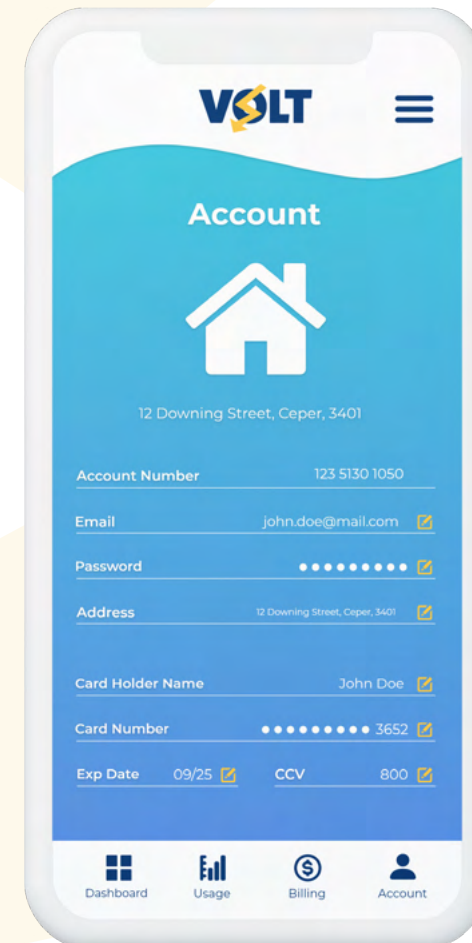 VOLT
Account
12 Downing Street, Ceper, 3401
Account Number 123 5130 1050
Email john.doe@mail.com
Password ●●●●●●●●●
Address 12 Downing Street, Ceper, 3401
Card Holder Name John Doe
Card Number ●●●●●●●●● 3652
Exp Date 09/25 CCV 800
Dashboard Usage Billing Account